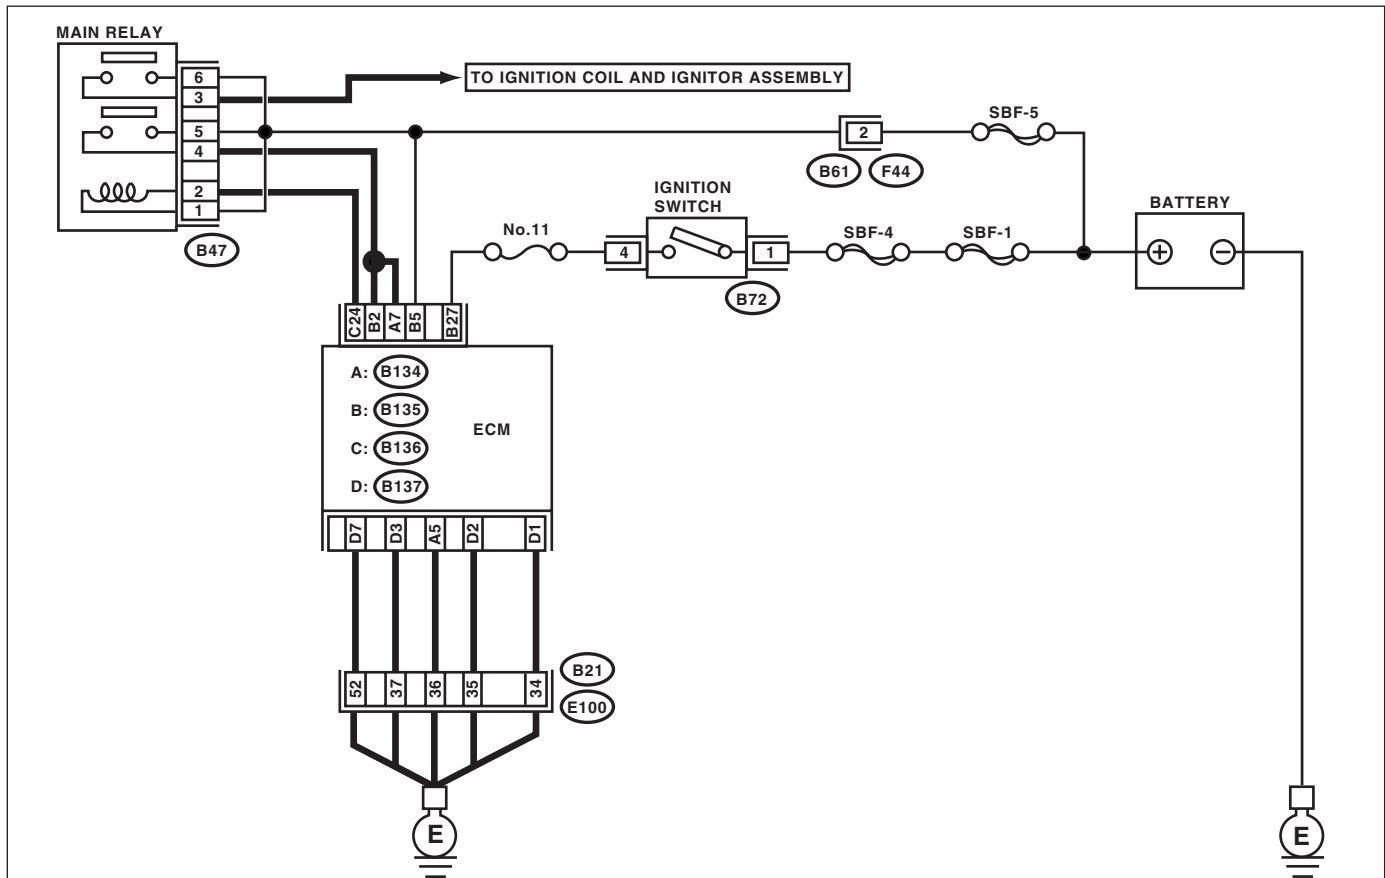 MAIN RELAY
6
3
5
4
2
1
B47
TO IGNITION COIL AND IGNITOR ASSEMBLY
SBF-5
2
B61
F44
IGNITION
SWITCH
BATTERY
No.11
4
1
SBF-4
SBF-1
+
−
B72
C24
B2
A7
B5
B27
A: B134
B: B135
C: B136
D: B137
ECM
D7
D3
A5
D2
D1
B21
52
37
36
35
34
E100
E
E